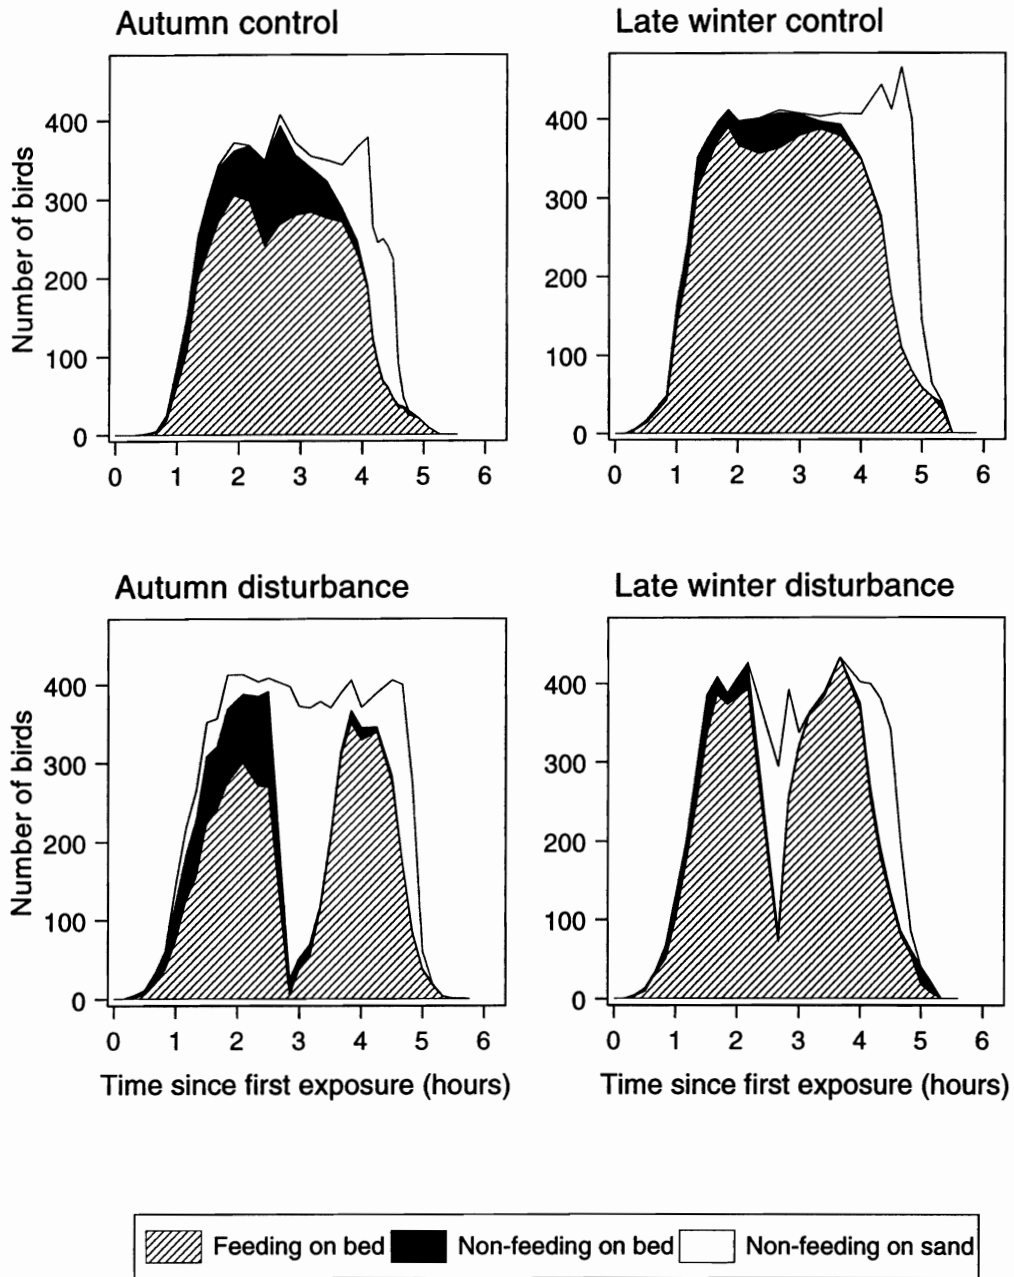 Autumn control
Late winter control
Number of birds
400
300
200
100
0
0 1 2 3 4 5 6
400
300
200
100
0
0 1 2 3 4 5 6
Autumn disturbance
Late winter disturbance
Number of birds
400
300
200
100
0
0 1 2 3 4 5 6
Time since first exposure (hours)
400
300
200
100
0
0 1 2 3 4 5 6
Time since first exposure (hours)
Feeding on bed Non-feeding on bed Non-feeding on sand